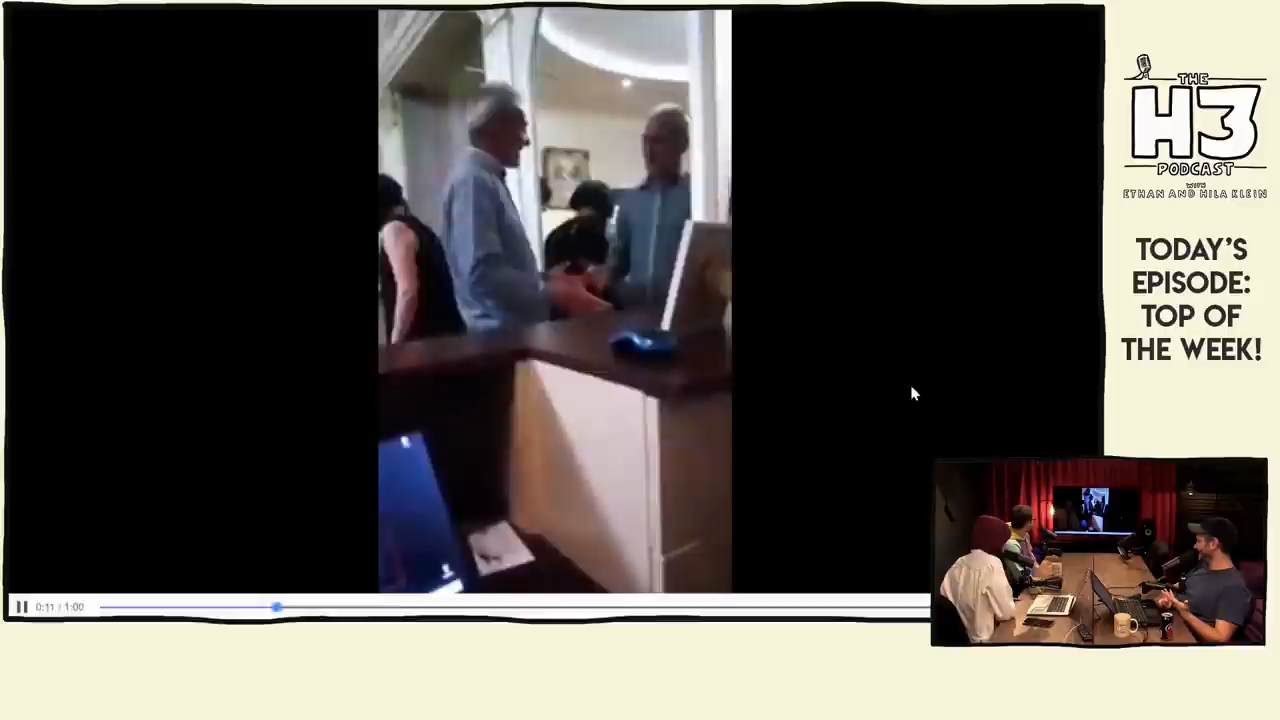 THE
H3
PODCAST
WITH
ETHAN AND HILA KLEIN
TODAY'S
EPISODE:
TOP OF
THE WEEK!
0:11 / 1:00